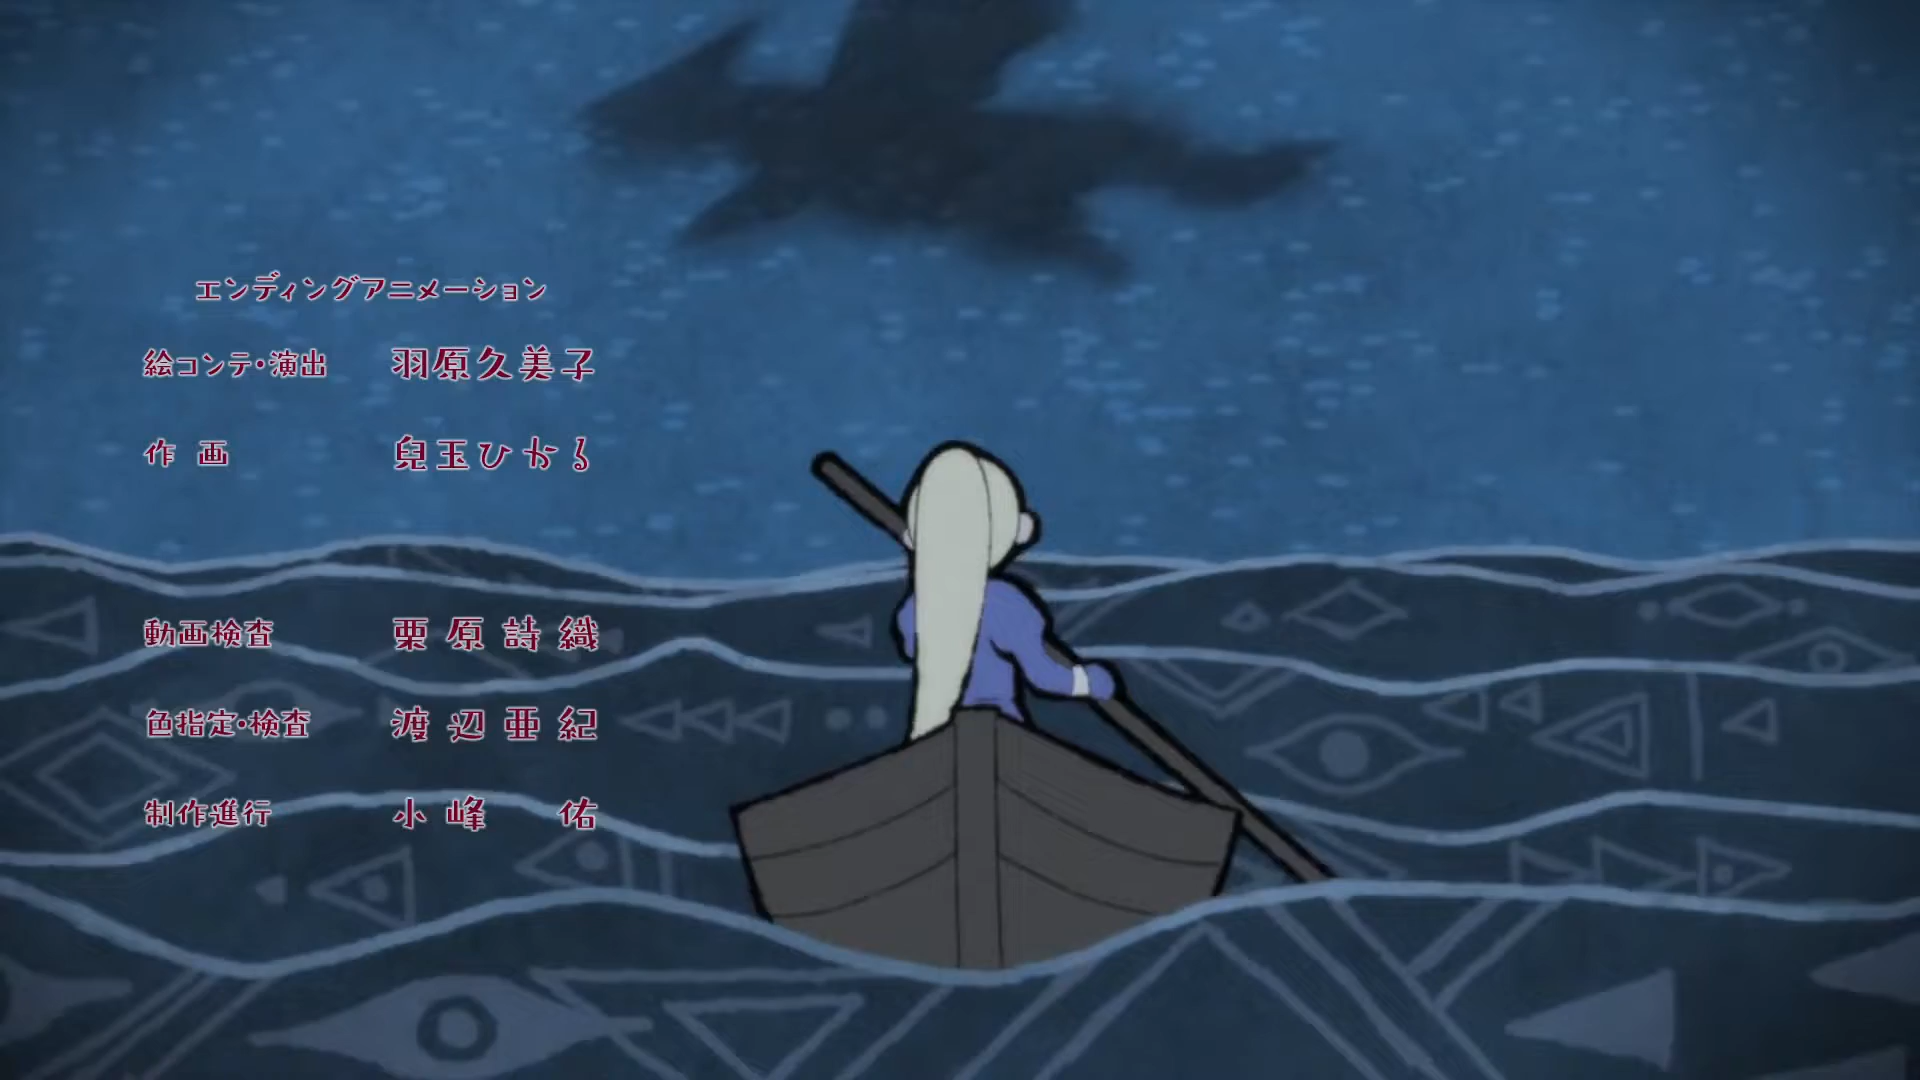 エンディングアニメーション
絵コンテ・演出 羽原久美子
作画 兒玉ひかる
動画検査 栗原詩織
色指定・検査 渡辺亜紀
制作進行 小峰 佑